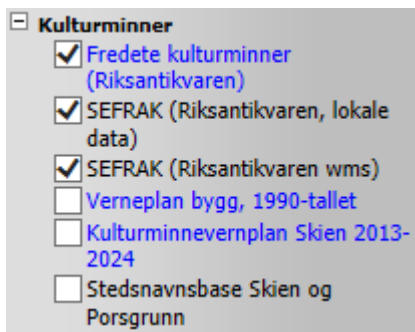 Kulturminner
Fredete kulturminner
(Riksantikvaren)
SEFRAK (Riksantikvaren, lokale
data)
SEFRAK (Riksantikvaren wms)
Verneplan bygg, 1990-tallet
Kulturminnevernplan Skien 2013-
2024
Stedsnavnsbase Skien og
Porsgrunn